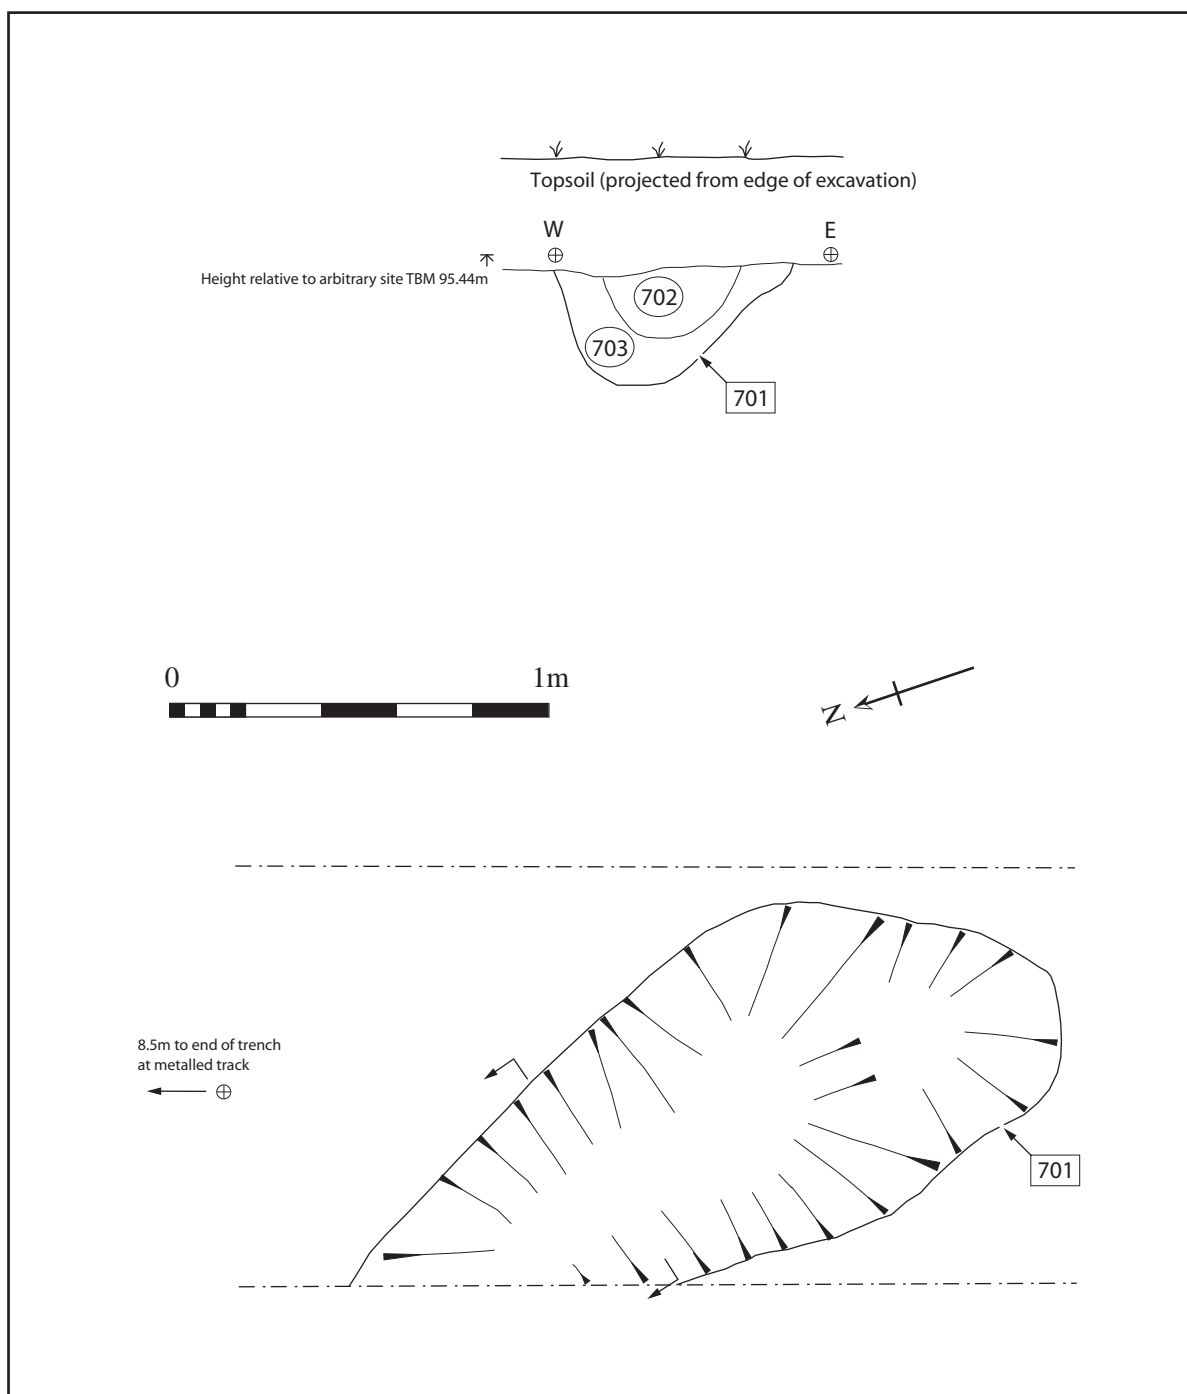 Topsoil (projected from edge of excavation)
W E
Height relative to arbitrary site TBM 95.44m
702
703
701
0 1m
N
8.5m to end of trench
at metalled track
701